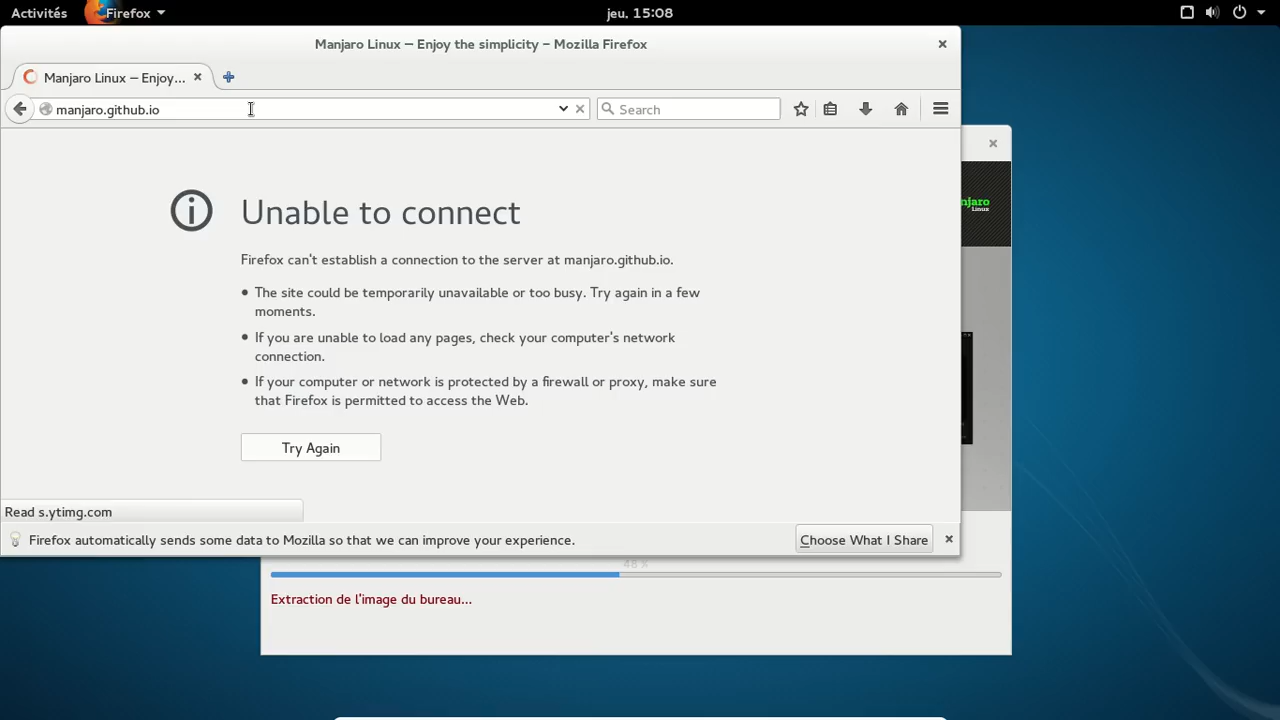 Activités
Firefox
jeu. 15:08
Manjaro Linux – Enjoy the simplicity – Mozilla Firefox
Manjaro Linux – Enjoy...
manjaro.github.io
Search
Unable to connect
Firefox can't establish a connection to the server at manjaro.github.io.
• The site could be temporarily unavailable or too busy. Try again in a few
moments.
• If you are unable to load any pages, check your computer's network
connection.
• If your computer or network is protected by a firewall or proxy, make sure
that Firefox is permitted to access the Web.
Try Again
Read s.ytimg.com
Firefox automatically sends some data to Mozilla so that we can improve your experience.
Choose What I Share
njaro
Linux
48 %
Extraction de l'image du bureau...